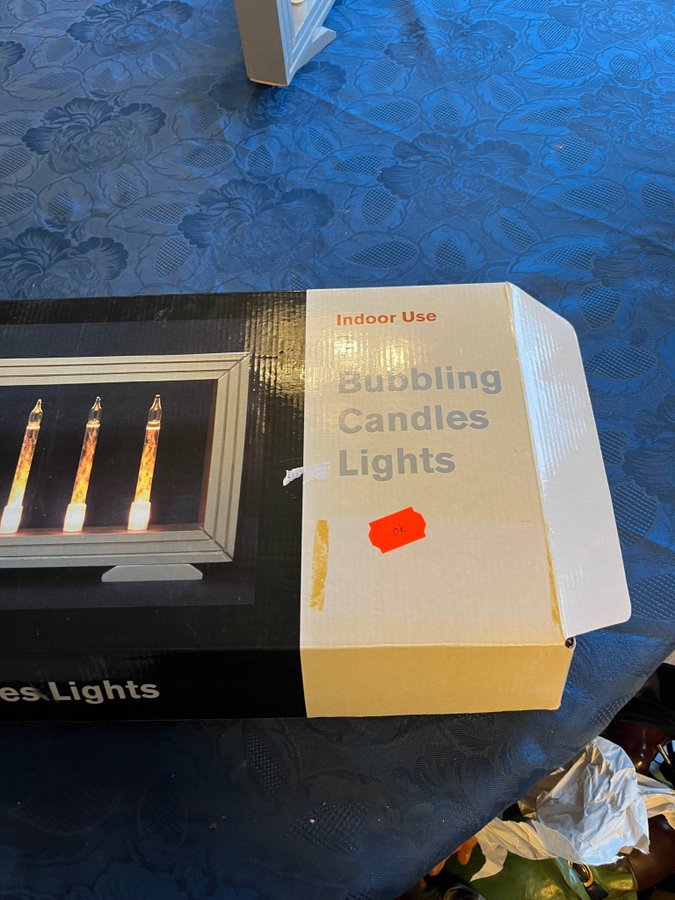 Indoor Use
Bubbling
Candles
Lights
ok
es Lights